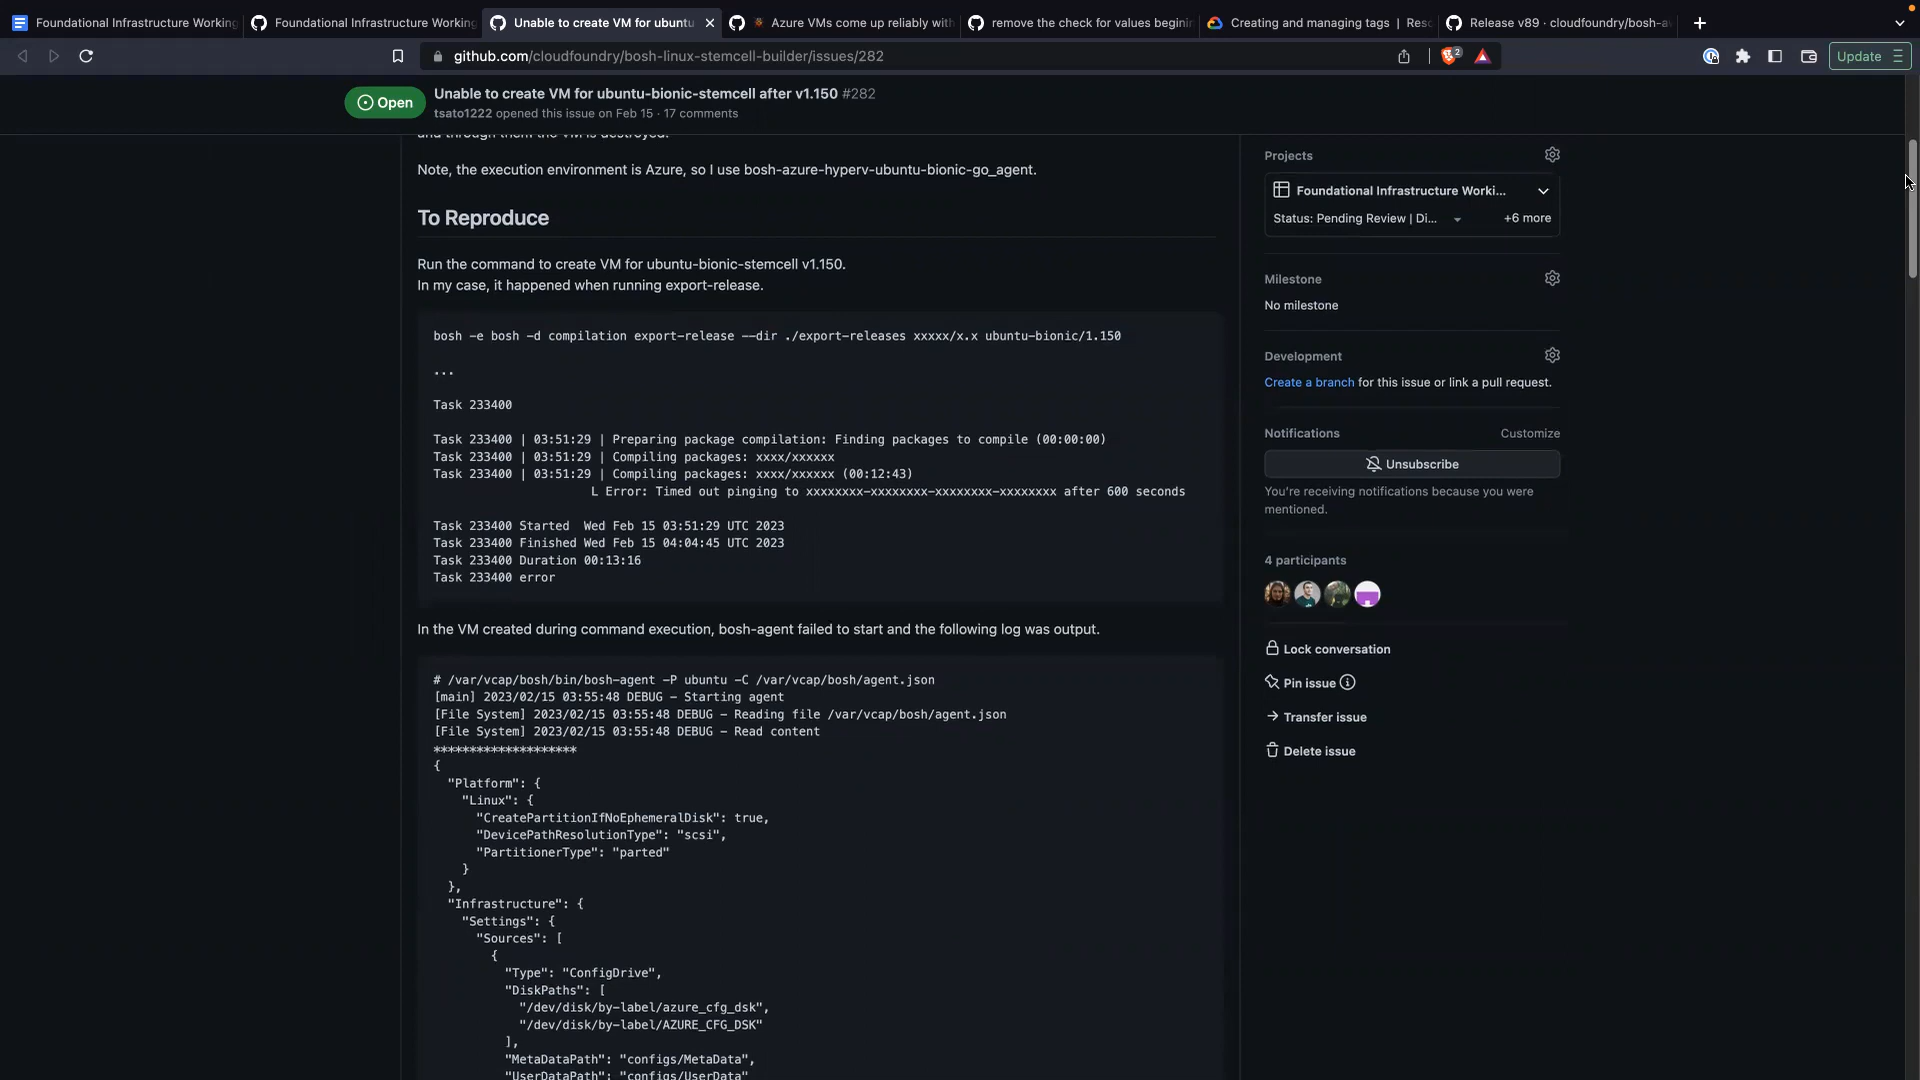 Foundational Infrastructure Working
Foundational Infrastructure Working
Unable to create VM for ubuntu
Azure VMs come up reliably with
remove the check for values begini
Creating and managing tags | Res
Release v89 · cloudfoundry/bosh-a
github.com/cloudfoundry/bosh-linux-stemcell-builder/issues/282
2
Update
Open
Unable to create VM for ubuntu-bionic-stemcell after v1.150 #282
tsato1222 opened this issue on Feb 15 · 17 comments
and through them the VM is destroyed.
Note, the execution environment is Azure, so I use bosh-azure-hyperv-ubuntu-bionic-go_agent.
To Reproduce
Run the command to create VM for ubuntu-bionic-stemcell v1.150.
In my case, it happened when running export-release.
bosh -e bosh -d compilation export-release --dir ./export-releases xxxxx/x.x ubuntu-bionic/1.150
...
Task 233400
Task 233400 | 03:51:29 | Preparing package compilation: Finding packages to compile (00:00:00)
Task 233400 | 03:51:29 | Compiling packages: xxxx/xxxxxx
Task 233400 | 03:51:29 | Compiling packages: xxxx/xxxxxx (00:12:43)
L Error: Timed out pinging to xxxxxxxx-xxxxxxxx-xxxxxxxx-xxxxxxxx after 600 seconds
Task 233400 Started  Wed Feb 15 03:51:29 UTC 2023
Task 233400 Finished Wed Feb 15 04:04:45 UTC 2023
Task 233400 Duration 00:13:16
Task 233400 error
In the VM created during command execution, bosh-agent failed to start and the following log was output.
# /var/vcap/bosh/bin/bosh-agent -P ubuntu -C /var/vcap/bosh/agent.json
[main] 2023/02/15 03:55:48 DEBUG - Starting agent
[File System] 2023/02/15 03:55:48 DEBUG - Reading file /var/vcap/bosh/agent.json
[File System] 2023/02/15 03:55:48 DEBUG - Read content
********************
{
"Platform": {
"Linux": {
"CreatePartitionIfNoEphemeralDisk": true,
"DevicePathResolutionType": "scsi",
"PartitionerType": "parted"
}
},
"Infrastructure": {
"Settings": {
"Sources": [
{
"Type": "ConfigDrive",
"DiskPaths": [
"/dev/disk/by-label/azure_cfg_dsk",
"/dev/disk/by-label/AZURE_CFG_DSK"
],
"MetaDataPath": "configs/MetaData",
"UserDataPath": "configs/UserData"
Projects
Foundational Infrastructure Worki...
Status: Pending Review | Di...
+6 more
Milestone
No milestone
Development
Create a branch for this issue or link a pull request.
Notifications
Customize
Unsubscribe
You're receiving notifications because you were
mentioned.
4 participants
Lock conversation
Pin issue
Transfer issue
Delete issue